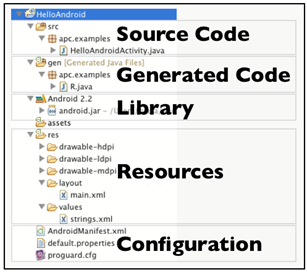 HelloAndroid
src
Source Code
apc.examples
HelloAndroidActivity.java
gen [Generated Java Files]
apc.examples
Generated Code
R.java
Android 2.2
Library
android.jar
assets
res
drawable-hdpi
drawable-ldpi
drawable-mdpi
Resources
layout
main.xml
values
strings.xml
AndroidManifest.xml
default.properties
Configuration
proguard.cfg